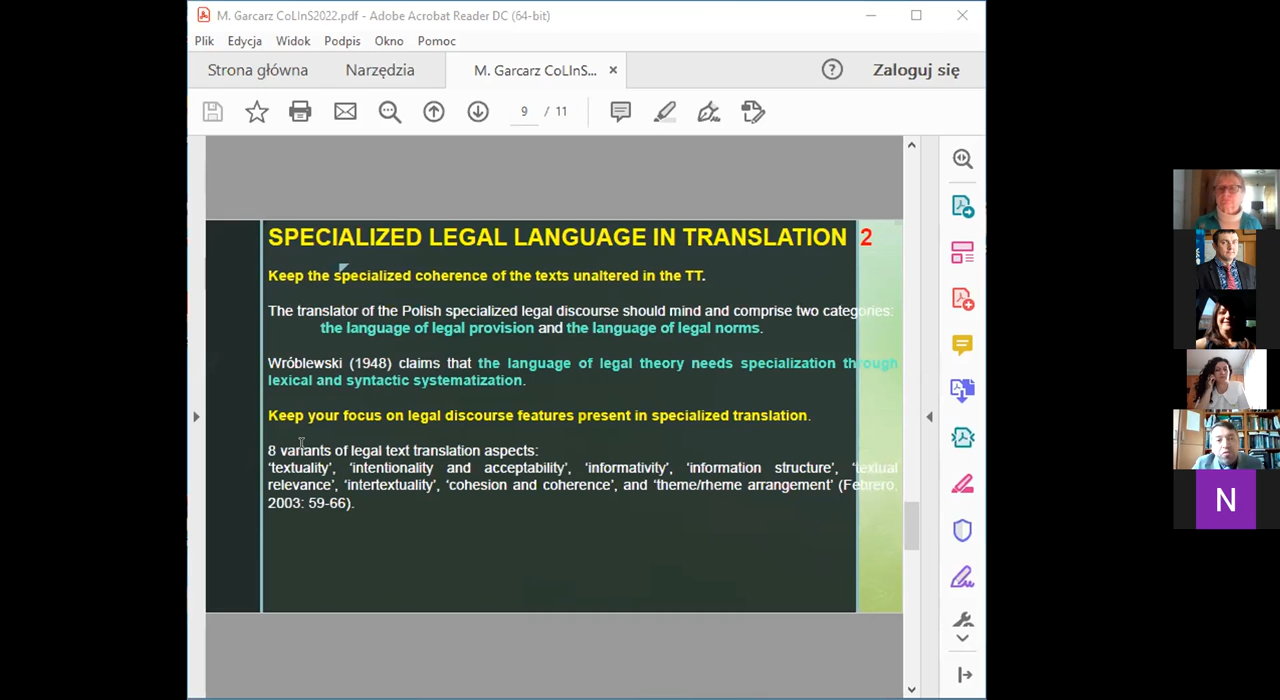 M. Garcarz CoLInS2022.pdf - Adobe Acrobat Reader DC (64-bit)
Plik Edycja Widok Podpis Okno Pomoc
Strona główna Narzędzia M. Garcarz CoLInS... × Zaloguj się
9 / 11
SPECIALIZED LEGAL LANGUAGE IN TRANSLATION 2
Keep the specialized coherence of the texts unaltered in the TT.
The translator of the Polish specialized legal discourse should mind and comprise two categories:
the language of legal provision and the language of legal norms.
Wróblewski (1948) claims that the language of legal theory needs specialization through
lexical and syntactic systematization.
Keep your focus on legal discourse features present in specialized translation.
8 variants of legal text translation aspects:
‘textuality’, ‘intentionality and acceptability’, ‘informativity’, ‘information structure’, ‘textual
relevance’, ‘intertextuality’, ‘cohesion and coherence’, and ‘theme/rheme arrangement’ (Febrero,
2003: 59-66).
N